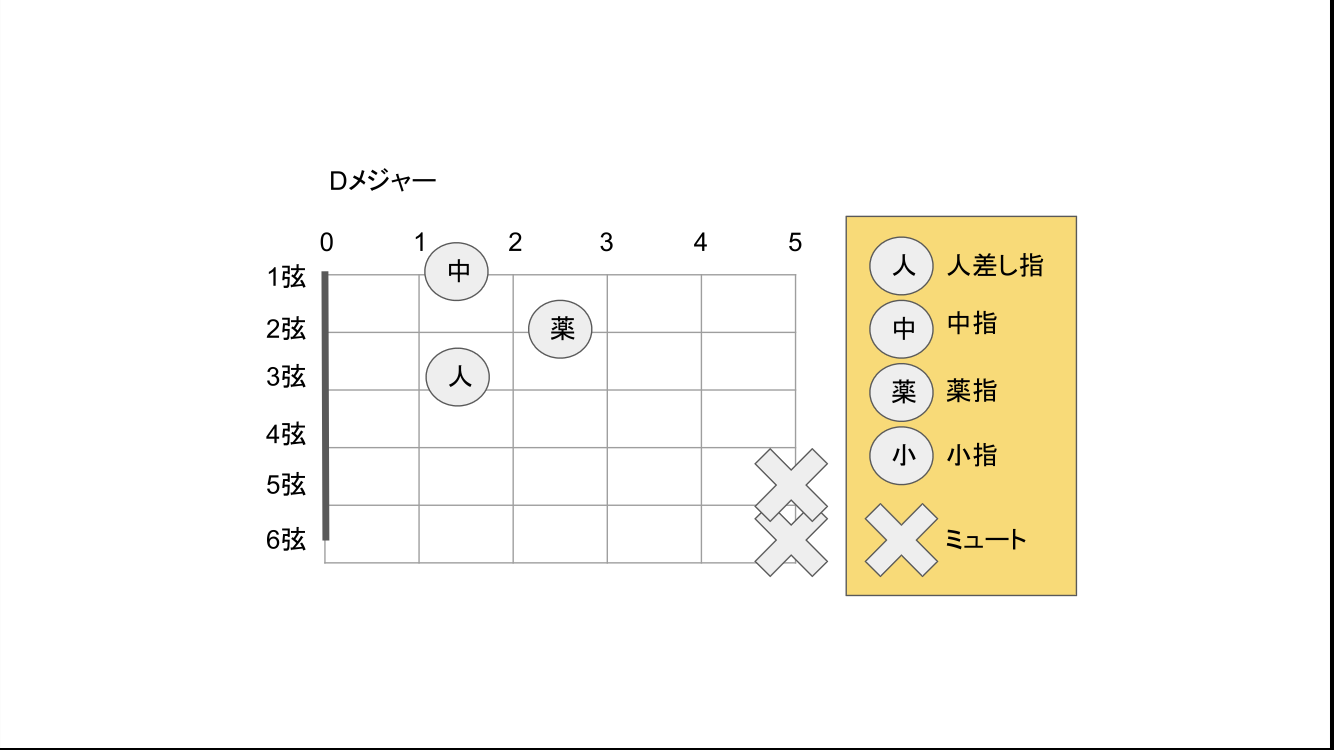 Dメジャー
0 1 2 3 4 5
1弦
中
2弦
薬
3弦
人
4弦
5弦
6弦
人 人差し指
中 中指
薬 薬指
小 小指
ミュート